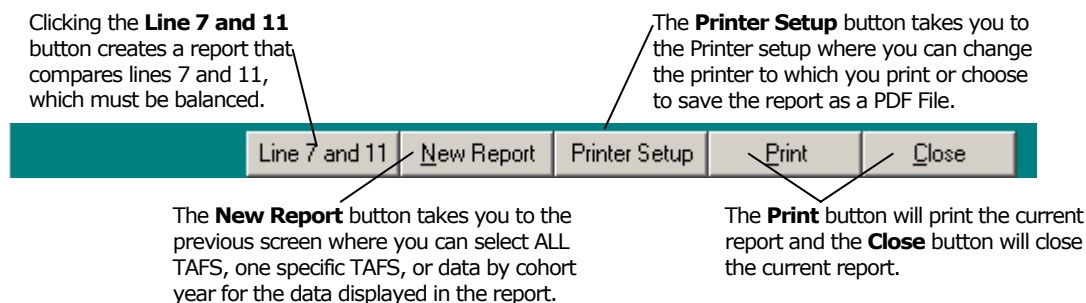 Clicking the Line 7 and 11
button creates a report that
compares lines 7 and 11,
which must be balanced.
The Printer Setup button takes you to
the Printer setup where you can change
the printer to which you print or choose
to save the report as a PDF File.
Line 7 and 11 New Report Printer Setup Print Close
The New Report button takes you to the
previous screen where you can select ALL
TAFS, one specific TAFS, or data by cohort
year for the data displayed in the report.
The Print button will print the current
report and the Close button will close
the current report.